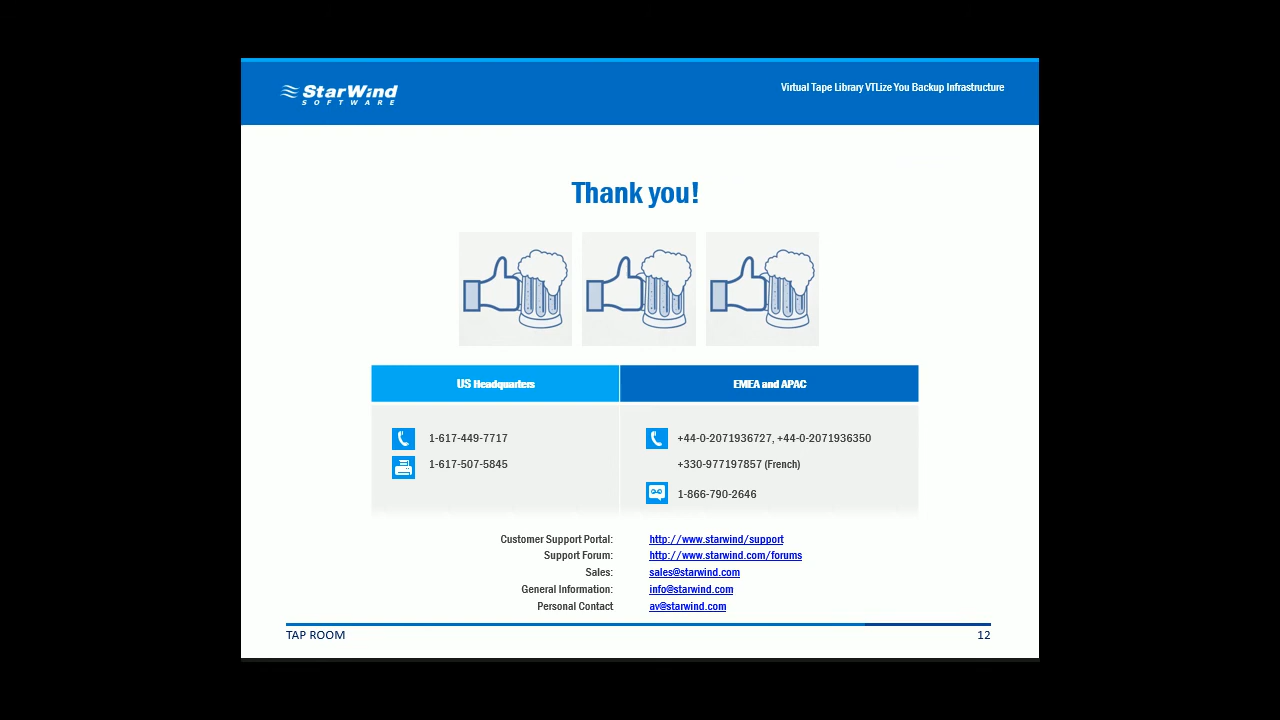 StarWind
SOFTWARE
Virtual Tape Library VTLize You Backup Infrastructure
Thank you!
US Headquarters
EMEA and APAC
1-617-449-7717
1-617-507-5845
+44-0-2071936727, +44-0-2071936350
+330-977197857 (French)
1-866-790-2646
Customer Support Portal: http://www.starwind/support
Support Forum: http://www.starwind.com/forums
Sales: sales@starwind.com
General Information: info@starwind.com
Personal Contact av@starwind.com
TAP ROOM
12